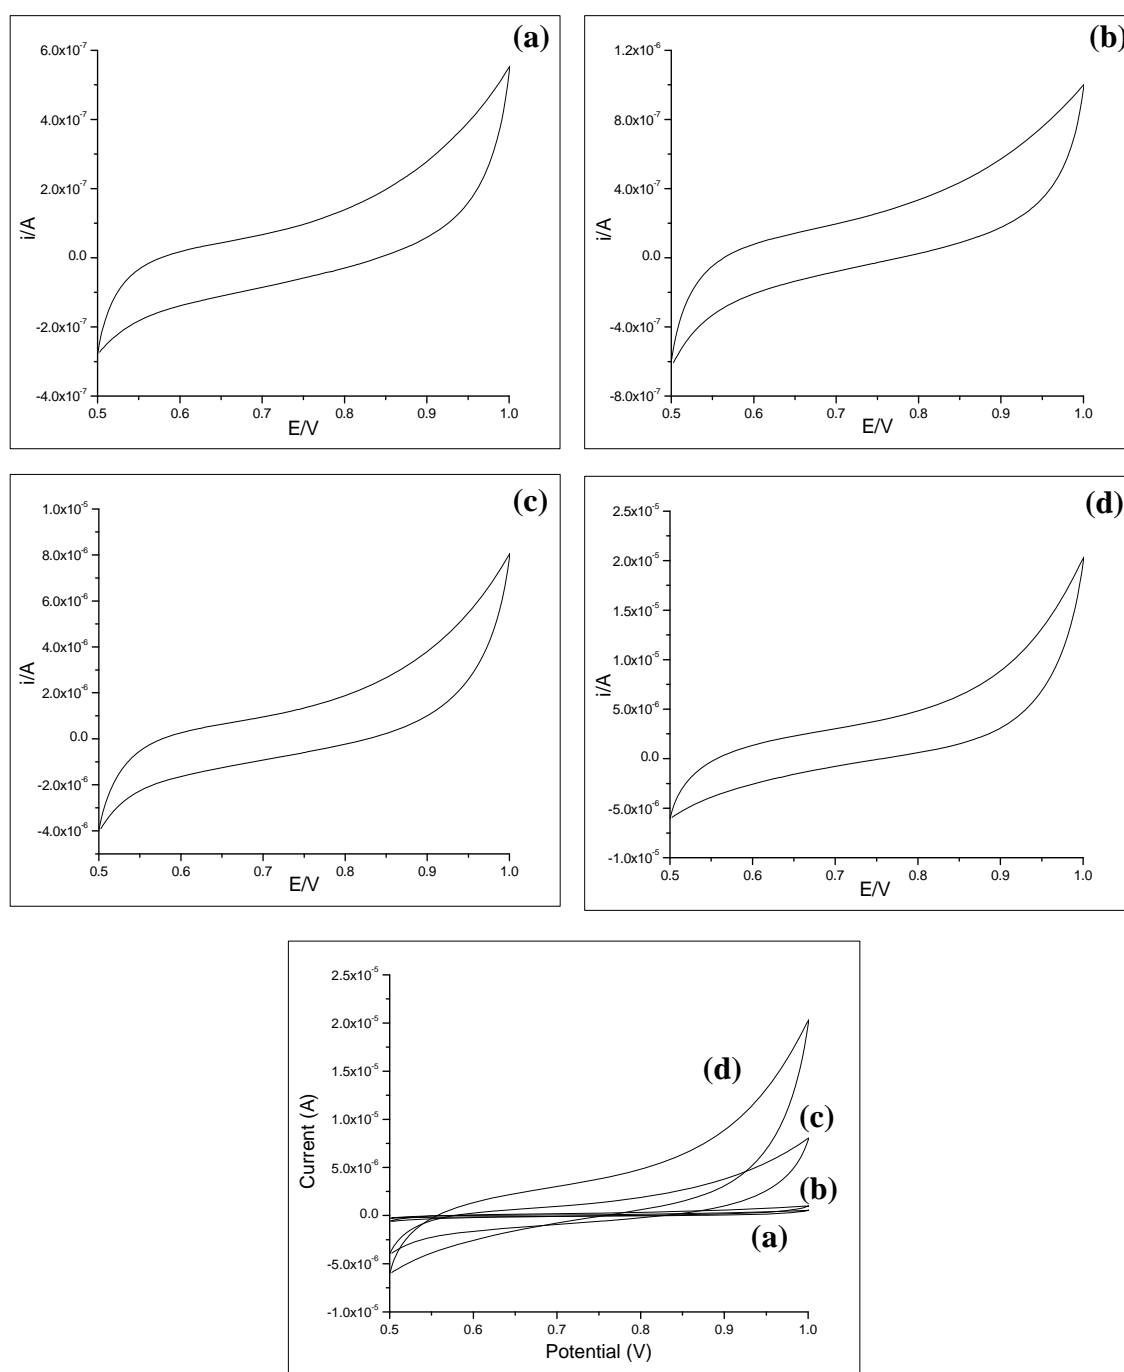 (a)
6.0x10⁻⁷
4.0x10⁻⁷
2.0x10⁻⁷
0.0
-2.0x10⁻⁷
-4.0x10⁻⁷
i/A
0.5 0.6 0.7 0.8 0.9 1.0
E/V
(b)
1.2x10⁻⁶
8.0x10⁻⁷
4.0x10⁻⁷
0.0
-4.0x10⁻⁷
-8.0x10⁻⁷
i/A
0.5 0.6 0.7 0.8 0.9 1.0
E/V
(c)
1.0x10⁻⁵
8.0x10⁻⁶
6.0x10⁻⁶
4.0x10⁻⁶
2.0x10⁻⁶
0.0
-2.0x10⁻⁶
-4.0x10⁻⁶
i/A
0.5 0.6 0.7 0.8 0.9 1.0
E/V
(d)
2.5x10⁻⁵
2.0x10⁻⁵
1.5x10⁻⁵
1.0x10⁻⁵
5.0x10⁻⁶
0.0
-5.0x10⁻⁶
-1.0x10⁻⁵
i/A
0.5 0.6 0.7 0.8 0.9 1.0
E/V
2.5x10⁻⁵
2.0x10⁻⁵
1.5x10⁻⁵
1.0x10⁻⁵
5.0x10⁻⁶
0.0
-5.0x10⁻⁶
-1.0x10⁻⁵
Current (A)
(d)
(c)
(b)
(a)
0.5 0.6 0.7 0.8 0.9 1.0
Potential (V)